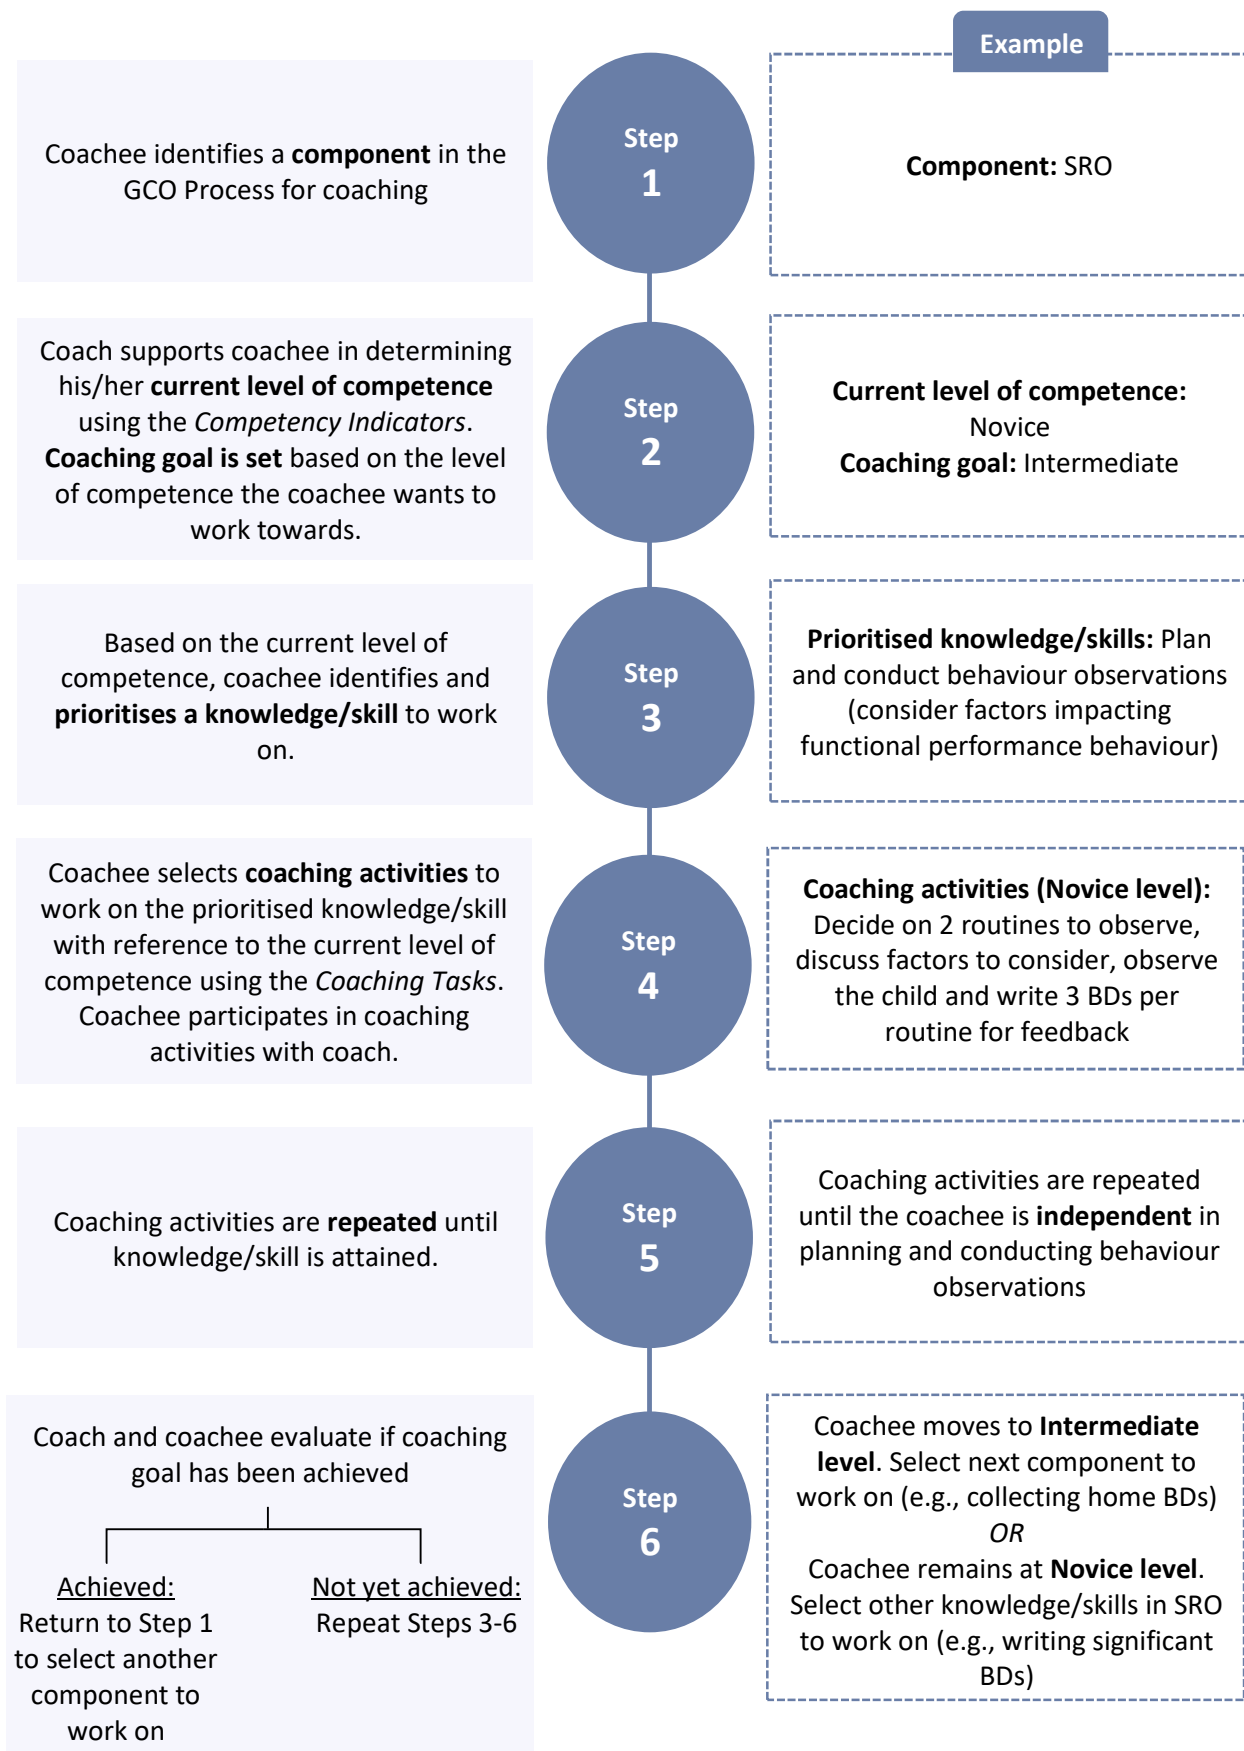 Example
Coachee identifies a component in the
GCO Process for coaching
Step
1
Component: SRO
Coach supports coachee in determining
his/her current level of competence
using the Competency Indicators.
Coaching goal is set based on the level
of competence the coachee wants to
work towards.
Step
2
Current level of competence:
Novice
Coaching goal: Intermediate
Based on the current level of
competence, coachee identifies and
prioritises a knowledge/skill to work
on.
Step
3
Prioritised knowledge/skills: Plan
and conduct behaviour observations
(consider factors impacting
functional performance behaviour)
Coachee selects coaching activities to
work on the prioritised knowledge/skill
with reference to the current level of
competence using the Coaching Tasks.
Coachee participates in coaching
activities with coach.
Step
4
Coaching activities (Novice level):
Decide on 2 routines to observe,
discuss factors to consider, observe
the child and write 3 BDs per
routine for feedback
Coaching activities are repeated until
knowledge/skill is attained.
Step
5
Coaching activities are repeated
until the coachee is independent in
planning and conducting behaviour
observations
Coach and coachee evaluate if coaching
goal has been achieved
Achieved:
Return to Step 1
to select another
component to
work on
Not yet achieved:
Repeat Steps 3-6
Step
6
Coachee moves to Intermediate
level. Select next component to
work on (e.g., collecting home BDs)
OR
Coachee remains at Novice level.
Select other knowledge/skills in SRO
to work on (e.g., writing significant
BDs)